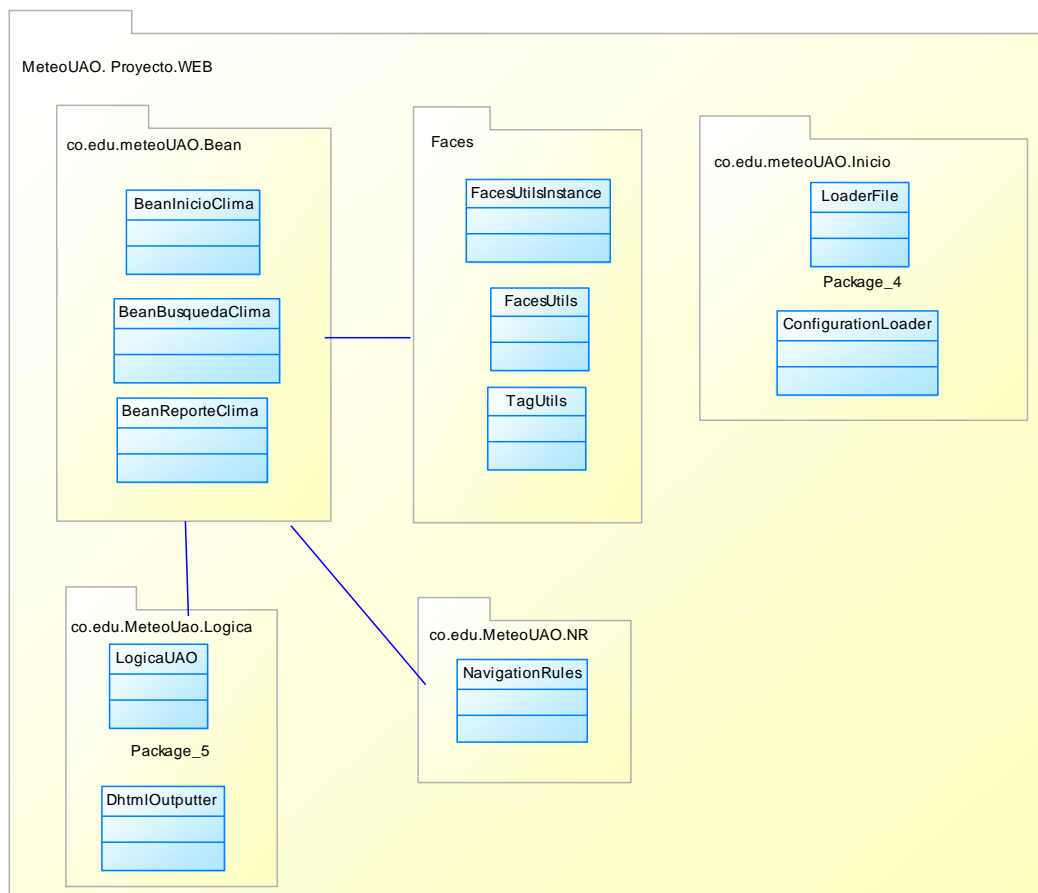 MeteoUAO. Proyecto.WEB
co.edu.meteoUAO.Bean
BeanInicioClima
BeanBusquedaClima
BeanReporteClima
Faces
FacesUtilsInstance
FacesUtils
TagUtils
co.edu.meteoUAO.Inicio
LoaderFile
Package_4
ConfigurationLoader
co.edu.MeteoUao.Logica
LogicaUAO
Package_5
DhtmlOutputter
co.edu.MeteoUAO.NR
NavigationRules